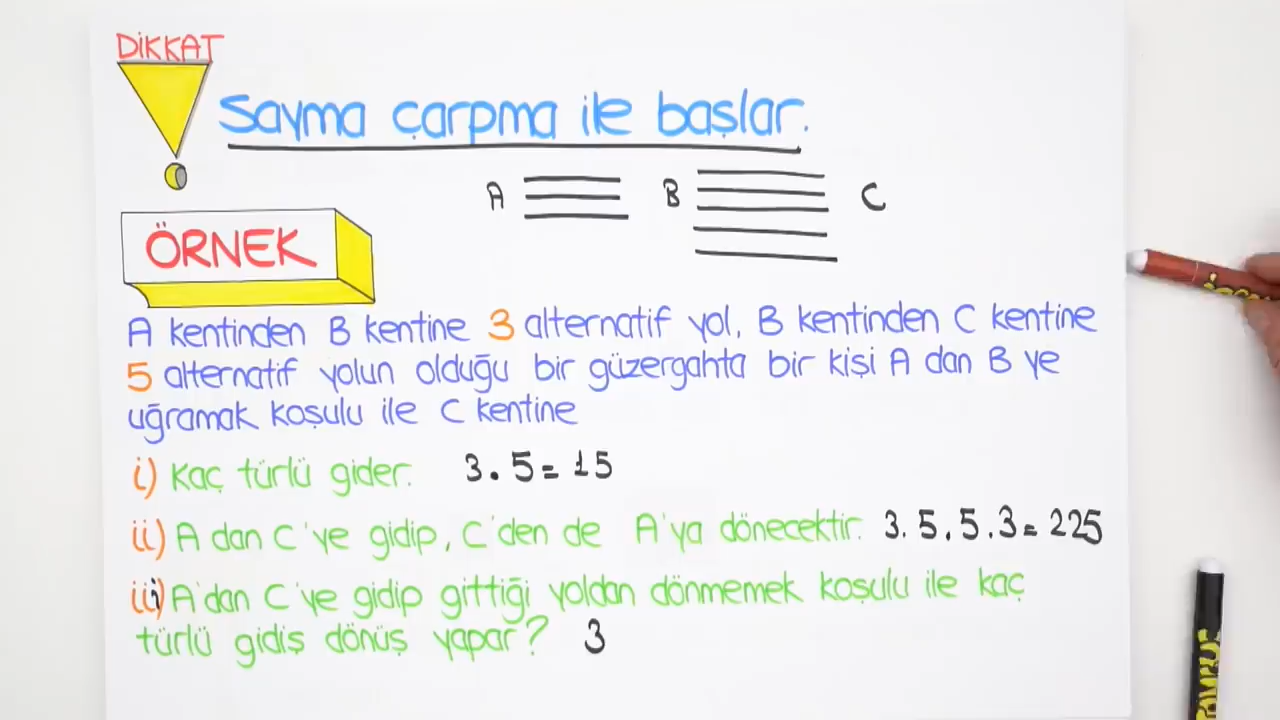 DİKKAT
Sayma çarpma ile başlar.
A B C
ÖRNEK
A kentinden B kentine 3 alternatif yol, B kentinden C kentine
5 alternatif yolun olduğu bir güzergahta bir kişi A dan B ye
uğramak koşulu ile C kentine
i) Kaç türlü gider. 3.5=15
ii) A dan C'ye gidip, C'den de A'ya dönecektir. 3.5.5.3=225
iii) A'dan C'ye gidip gittiği yoldan dönmemek koşulu ile kaç
türlü gidiş dönüş yapar? 3